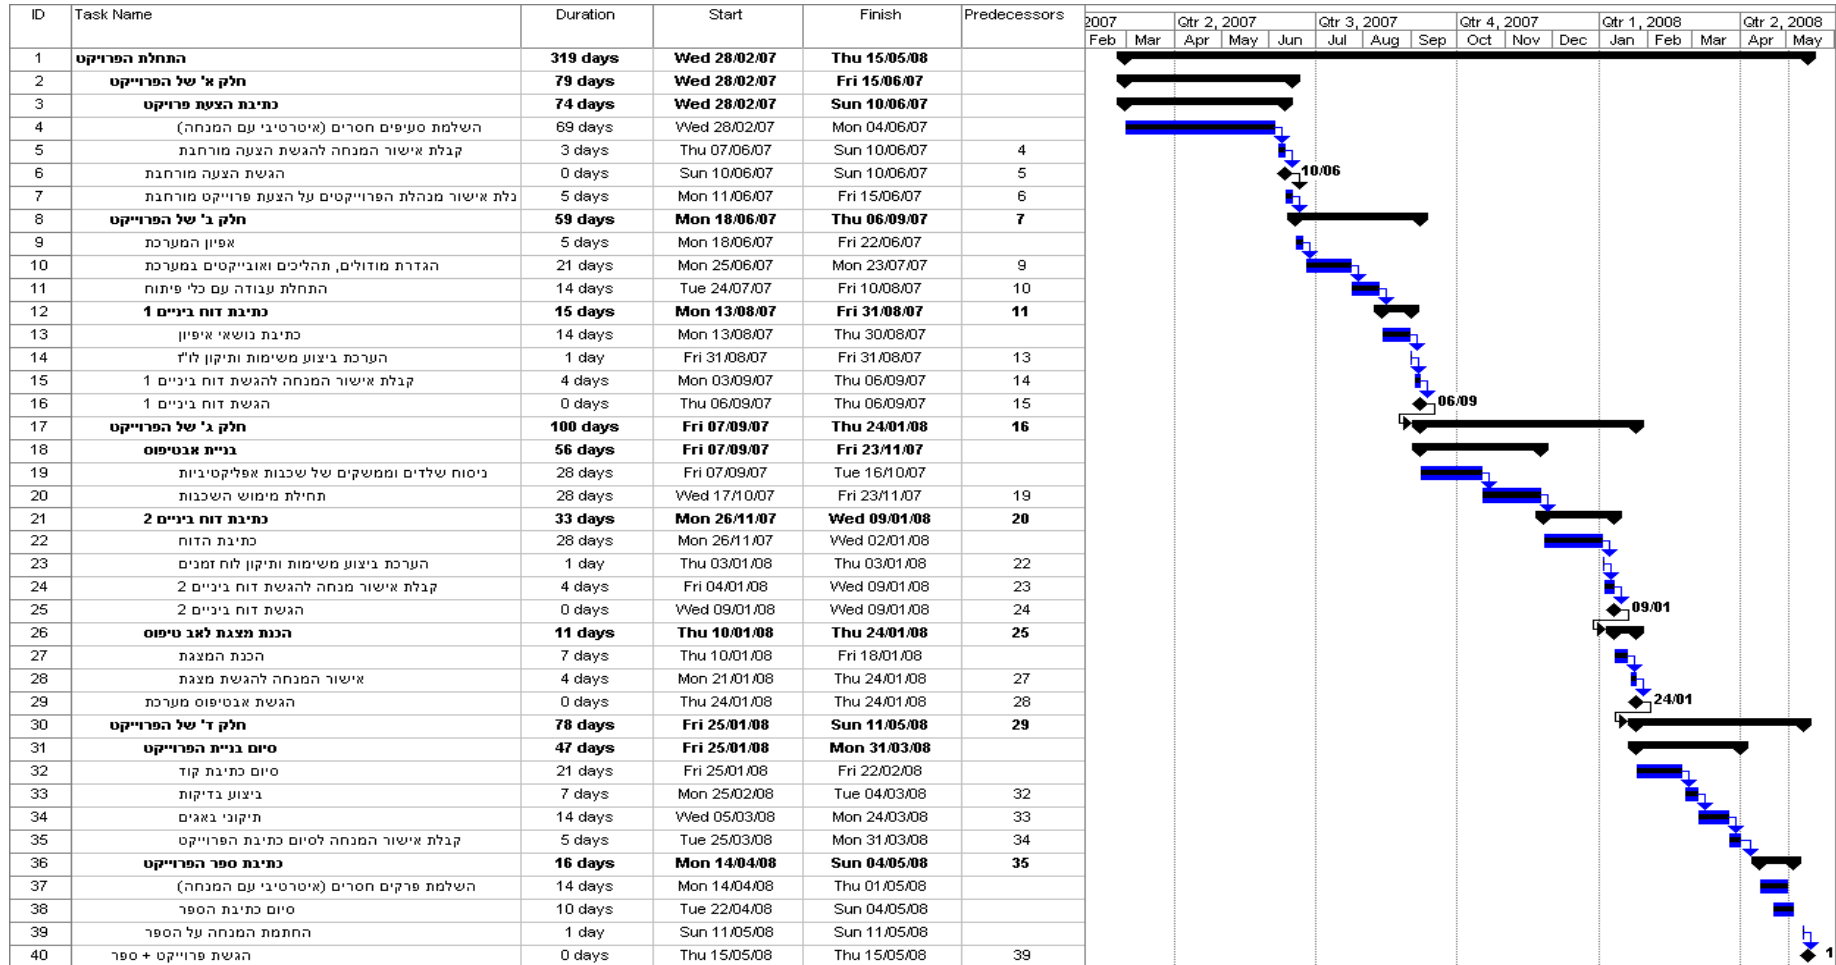 ID Task Name Duration Start Finish Predecessors
2007 Qtr 2, 2007 Qtr 3, 2007 Qtr 4, 2007 Qtr 1, 2008 Qtr 2, 2008
Feb Mar Apr May Jun Jul Aug Sep Oct Nov Dec Jan Feb Mar Apr May
1 התחלת הפרויקט 319 days Wed 28/02/07 Thu 15/05/08
2 חלק א' של הפרוייקט 79 days Wed 28/02/07 Fri 15/06/07
3 כתיבת הצעת פרויקט 74 days Wed 28/02/07 Sun 10/06/07
4 השלמת סעיפים חסרים (איטרטיבי עם המנחה) 69 days Wed 28/02/07 Mon 04/06/07
5 קבלת אישור המנחה להגשת הצעה מורחבת 3 days Thu 07/06/07 Sun 10/06/07 4
6 הגשת הצעה מורחבת 0 days Sun 10/06/07 Sun 10/06/07 5 10/06
7 בלת אישור מנהלת הפרוייקטים על הצעת פרוייקט מורחבת 5 days Mon 11/06/07 Fri 15/06/07 6
8 חלק ב' של הפרוייקט 59 days Mon 18/06/07 Thu 06/09/07 7
9 אפיון המערכת 5 days Mon 18/06/07 Fri 22/06/07
10 הגדרת מודולים, תהליכים ואובייקטים במערכת 21 days Mon 25/06/07 Mon 23/07/07 9
11 התחלת עבודה עם כלי פיתוח 14 days Tue 24/07/07 Fri 10/08/07 10
12 כתיבת דוח ביניים 1 15 days Mon 13/08/07 Fri 31/08/07 11
13 כתיבת נושאי איפיון 14 days Mon 13/08/07 Thu 30/08/07
14 הערכת ביצוע משימות ותיקון לו"ז 1 day Fri 31/08/07 Fri 31/08/07 13
15 קבלת אישור המנחה להגשת דוח ביניים 1 4 days Mon 03/09/07 Thu 06/09/07 14
16 הגשת דוח ביניים 1 0 days Thu 06/09/07 Thu 06/09/07 15 06/09
17 חלק ג' של הפרוייקט 100 days Fri 07/09/07 Thu 24/01/08 16
18 בניית אבטיפוס 56 days Fri 07/09/07 Fri 23/11/07
19 ניסוח שלדים וממשקים של שכבות אפליקטיביות 28 days Fri 07/09/07 Tue 16/10/07
20 תחילת מימוש השכבות 28 days Wed 17/10/07 Fri 23/11/07 19
21 כתיבת דוח ביניים 2 33 days Mon 26/11/07 Wed 09/01/08 20
22 כתיבת הדוח 28 days Mon 26/11/07 Wed 02/01/08
23 הערכת ביצוע משימות ותיקון לוח זמנים 1 day Thu 03/01/08 Thu 03/01/08 22
24 קבלת אישור מנחה להגשת דוח ביניים 2 4 days Fri 04/01/08 Wed 09/01/08 23
25 הגשת דוח ביניים 2 0 days Wed 09/01/08 Wed 09/01/08 24 09/01
26 הכנת מצגת לאב טיפוס 11 days Thu 10/01/08 Thu 24/01/08 25
27 הכנת המצגת 7 days Thu 10/01/08 Fri 18/01/08
28 אישור המנחה להגשת מצגת 4 days Mon 21/01/08 Thu 24/01/08 27
29 הגשת אבטיפוס מערכת 0 days Thu 24/01/08 Thu 24/01/08 28 24/01
30 חלק ד' של הפרוייקט 78 days Fri 25/01/08 Sun 11/05/08 29
31 סיום בניית הפרוייקט 47 days Fri 25/01/08 Mon 31/03/08
32 סיום כתיבת קוד 21 days Fri 25/01/08 Fri 22/02/08
33 ביצוע בדיקות 7 days Mon 25/02/08 Tue 04/03/08 32
34 תיקוני באגים 14 days Wed 05/03/08 Mon 24/03/08 33
35 קבלת אישור המנחה לסיום כתיבת הפרוייקט 5 days Tue 25/03/08 Mon 31/03/08 34
36 כתיבת ספר הפרוייקט 16 days Mon 14/04/08 Sun 04/05/08 35
37 השלמת פרקים חסרים (איטרטיבי עם המנחה) 14 days Mon 14/04/08 Thu 01/05/08
38 סיום כתיבת הספר 10 days Tue 22/04/08 Sun 04/05/08
39 החתמת המנחה על הספר 1 day Sun 11/05/08 Sun 11/05/08
40 הגשת פרוייקט + ספר 0 days Thu 15/05/08 Thu 15/05/08 39 1